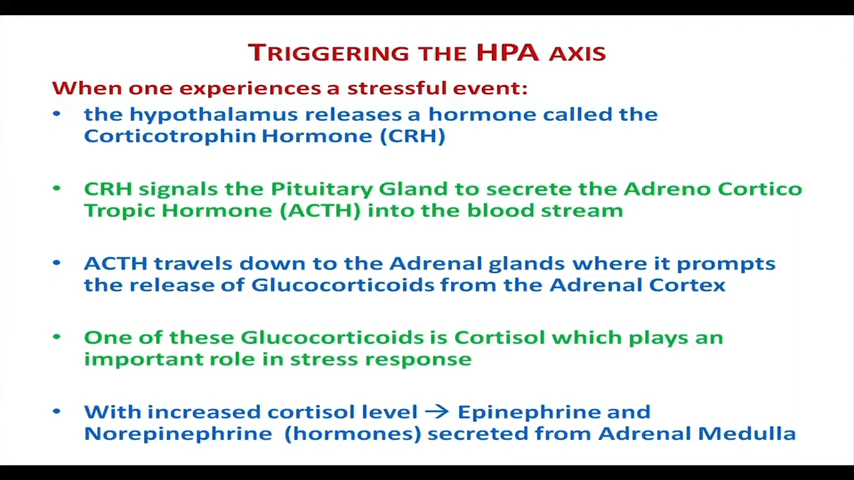 TRIGGERING THE HPA AXIS
When one experiences a stressful event:
• the hypothalamus releases a hormone called the
Corticotrophin Hormone (CRH)
• CRH signals the Pituitary Gland to secrete the Adreno Cortico
Tropic Hormone (ACTH) into the blood stream
• ACTH travels down to the Adrenal glands where it prompts
the release of Glucocorticoids from the Adrenal Cortex
• One of these Glucocorticoids is Cortisol which plays an
important role in stress response
• With increased cortisol level → Epinephrine and
Norepinephrine (hormones) secreted from Adrenal Medulla